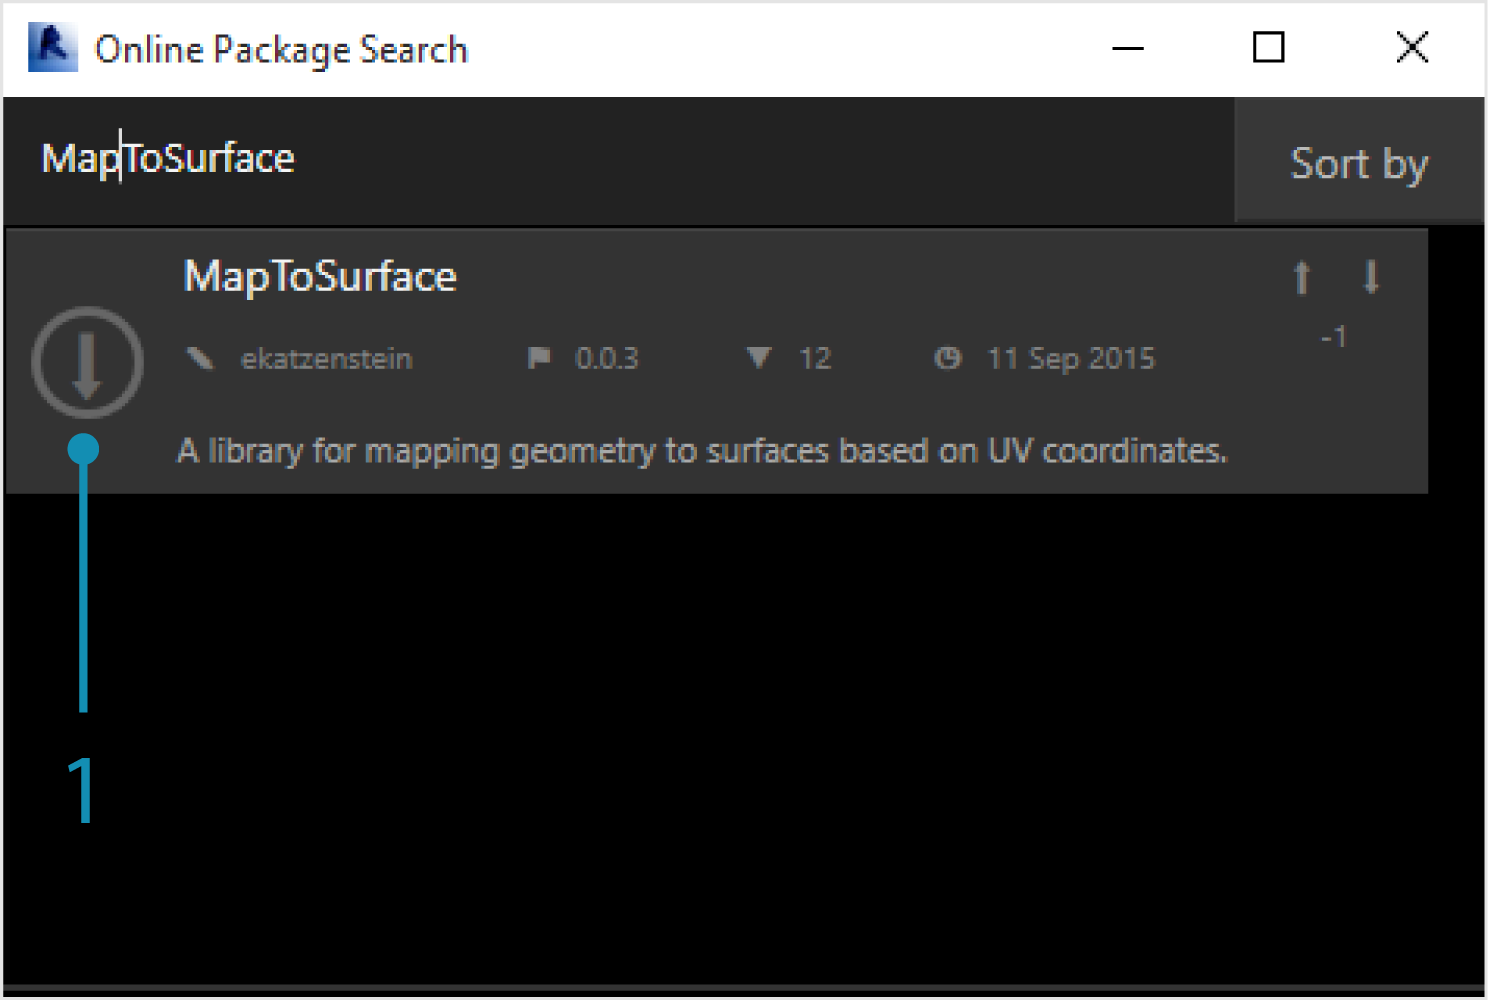 Online Package Search
MapToSurface
Sort by
MapToSurface
-1
ekatzenstein 0.0.3 12 11 Sep 2015
A library for mapping geometry to surfaces based on UV coordinates.
1